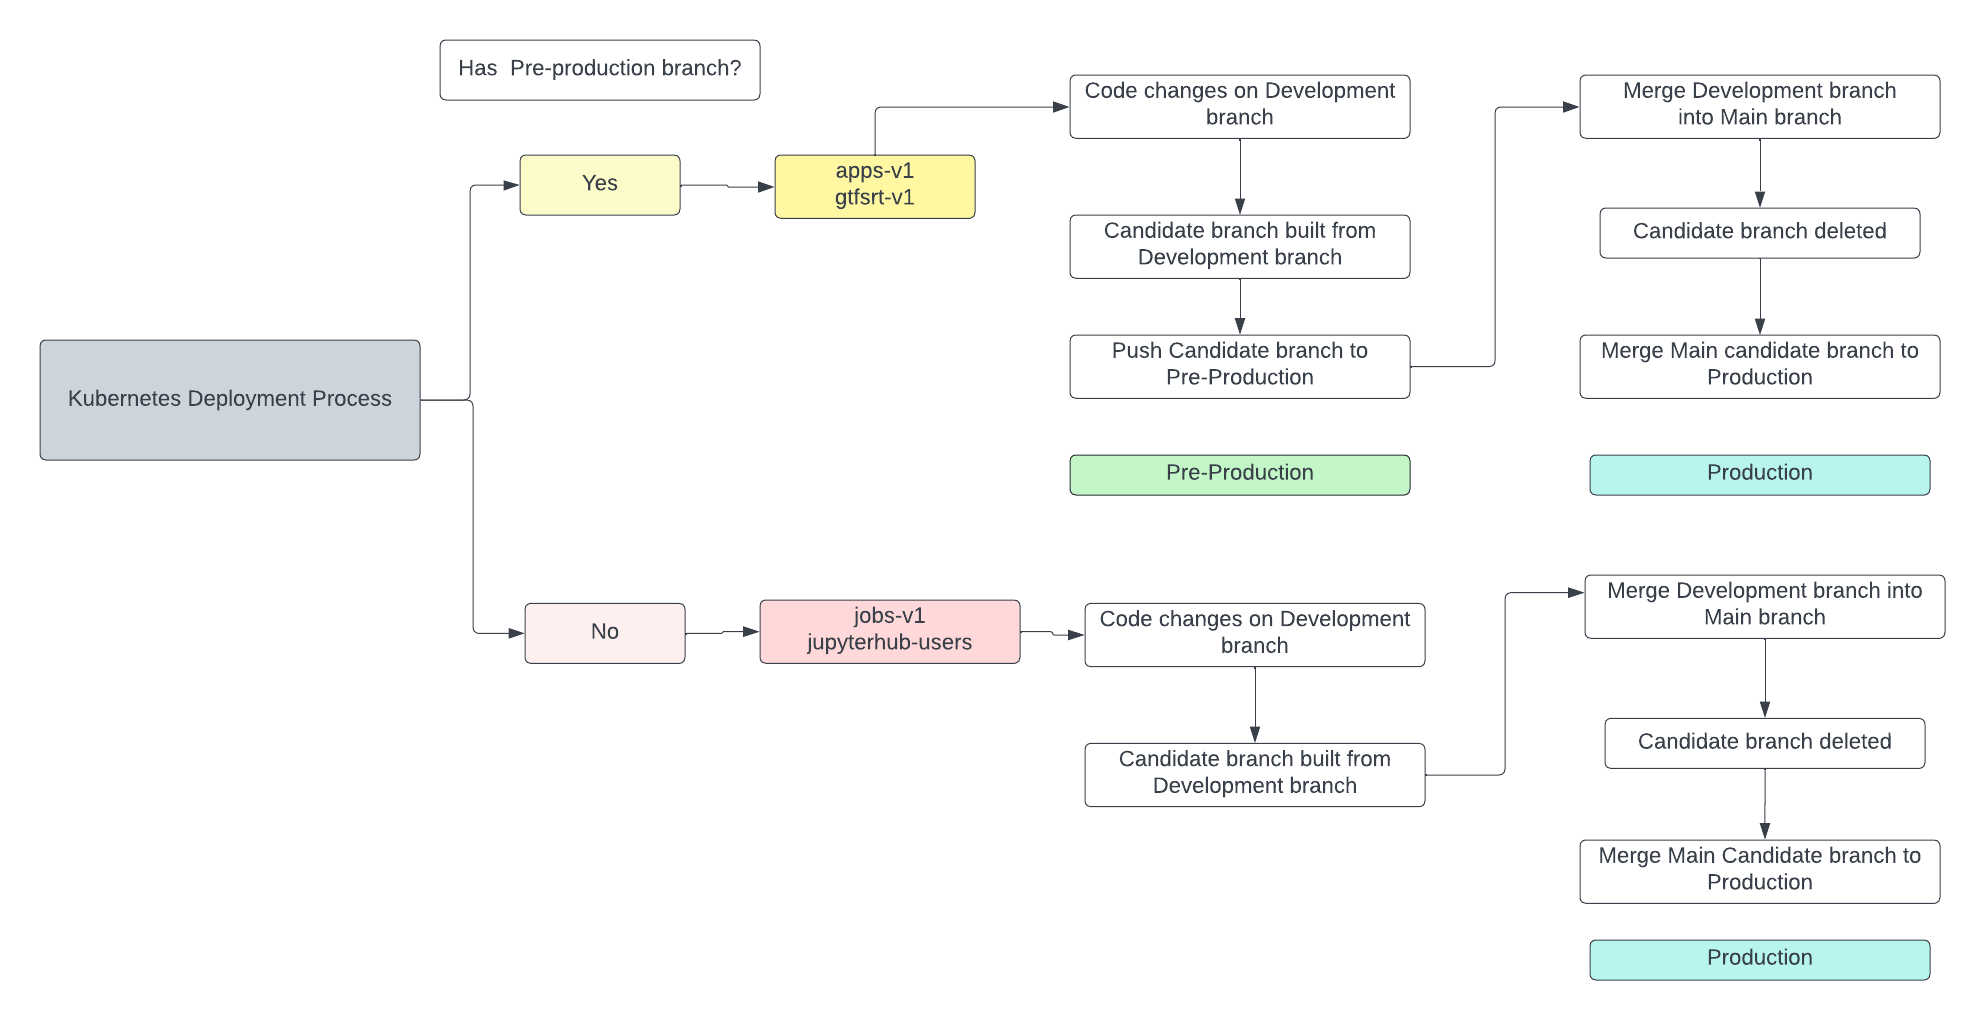 Has  Pre-production branch?
Yes
apps-v1
gtfsrt-v1
Code changes on Development
branch
Candidate branch built from
Development branch
Push Candidate branch to
Pre-Production
Merge Development branch
into Main branch
Candidate branch deleted
Merge Main candidate branch to
Production
Kubernetes Deployment Process
Pre-Production
Production
No
jobs-v1
jupyterhub-users
Code changes on Development
branch
Candidate branch built from
Development branch
Merge Development branch into
Main branch
Candidate branch deleted
Merge Main Candidate branch to
Production
Production